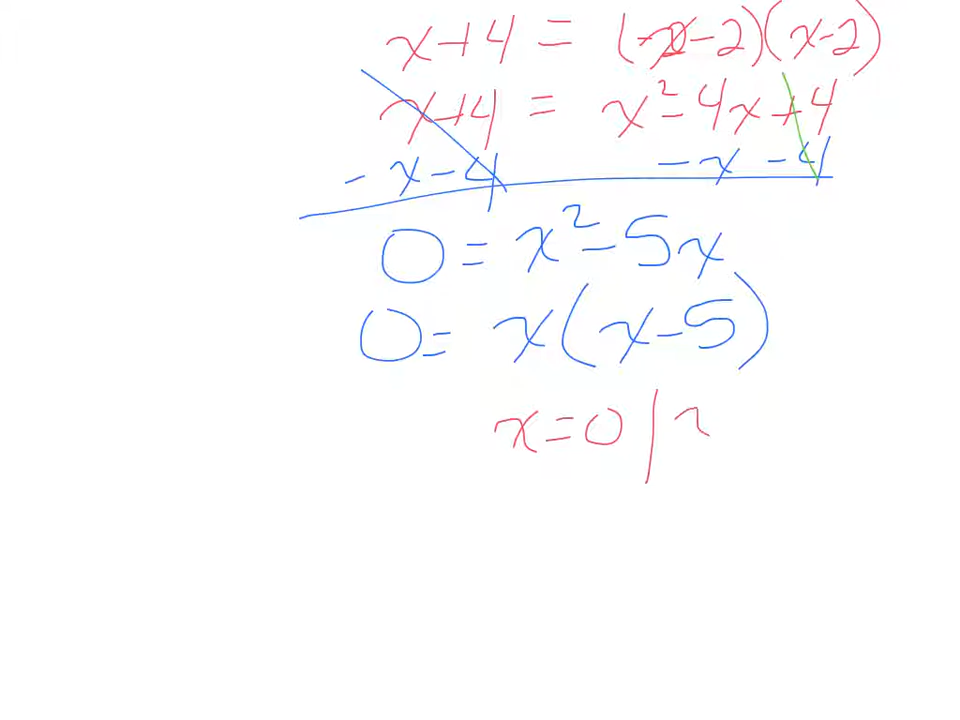 x+4 = (x-2)(x-2)
x+4 = x²-4x+4
-x-4 -x-4
0 = x²-5x
0 = x(x-5)
x=0 |